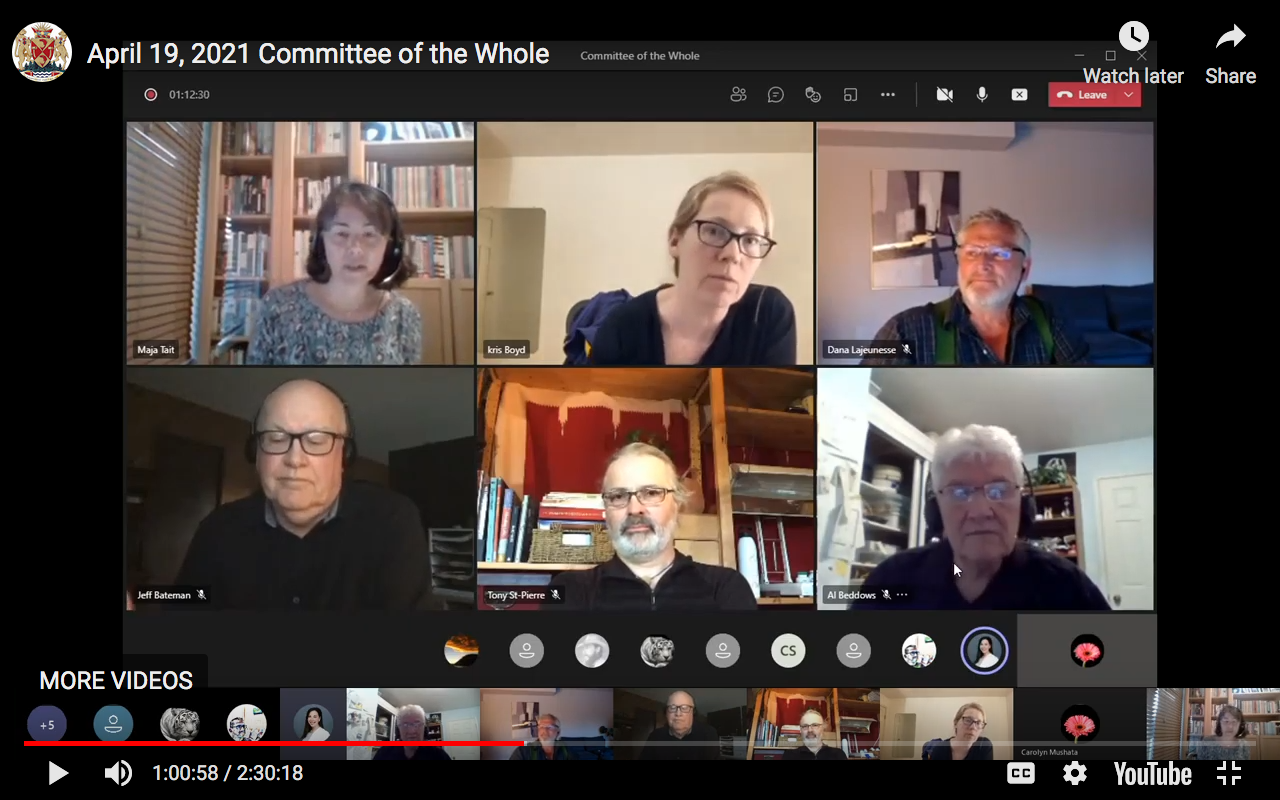 April 19, 2021 Committee of the Whole
Committee of the Whole
Watch later
Share
01:12:30
Leave
Maja Tait
kris Boyd
Dana Lajeunesse
Jeff Bateman
Tony St-Pierre
Al Beddows
CS
MORE VIDEOS
+5
Carolyn Mushata
1:00:58 / 2:30:18
CC
YouTube